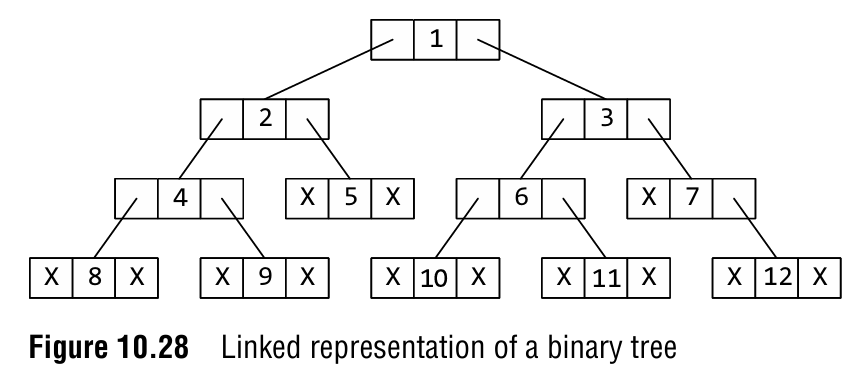 1
2 3
4 X 5 X 6 X 7
X 8 X X 9 X X 10 X X 11 X X 12 X
Figure 10.28 Linked representation of a binary tree